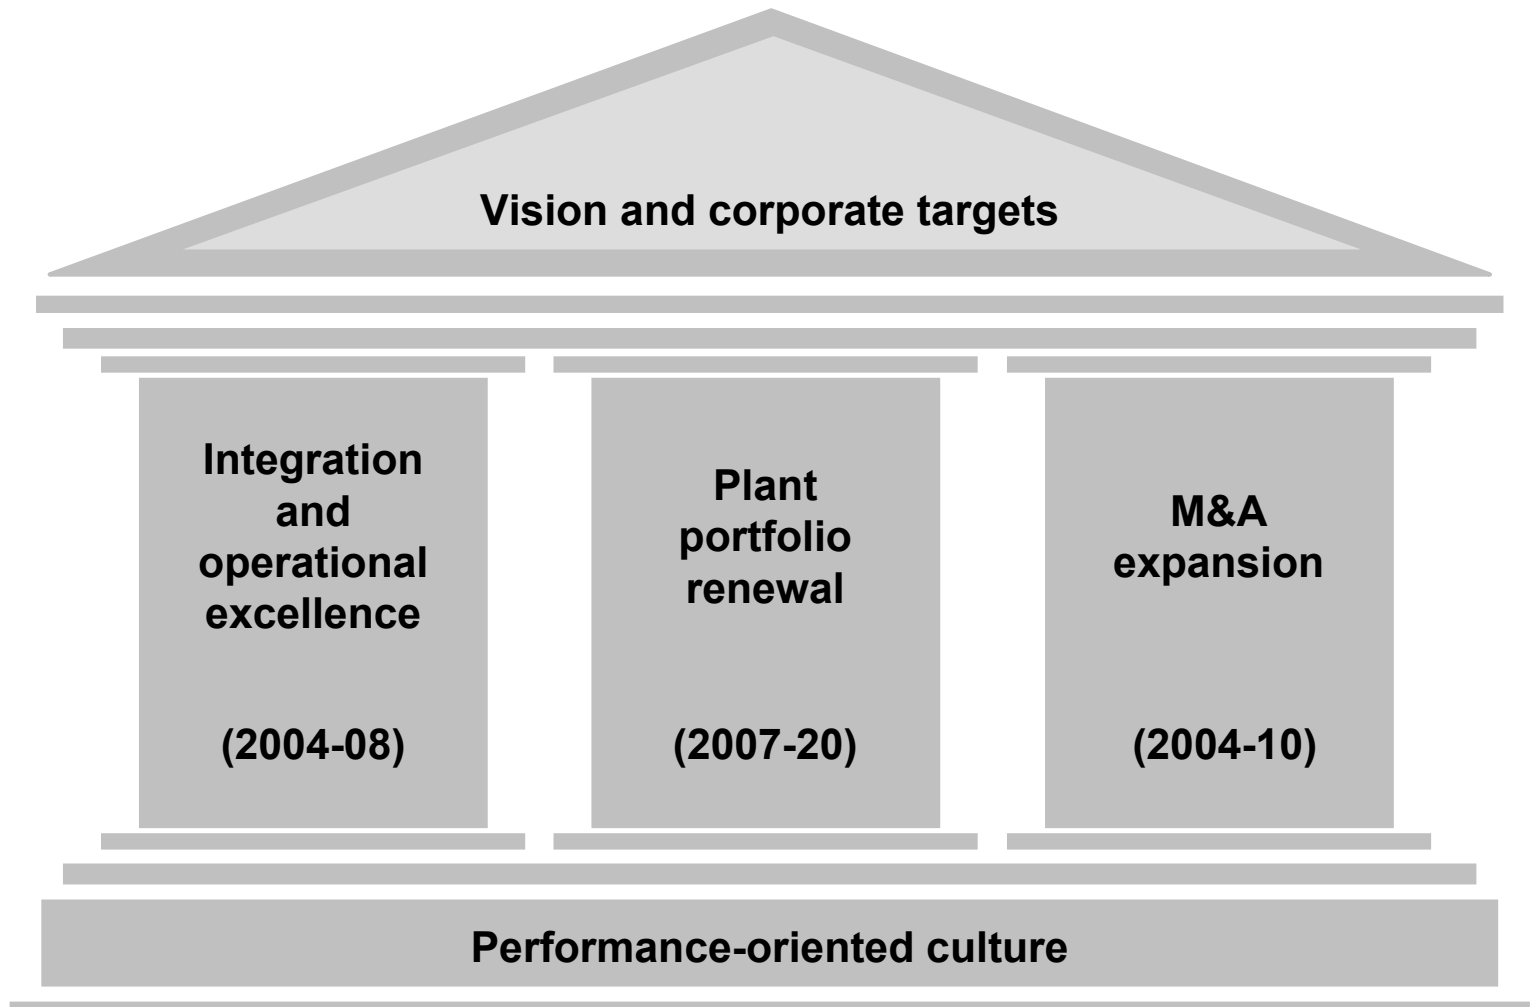 Vision and corporate targets
Integration
and
operational
excellence
(2004-08)
Plant
portfolio
renewal
(2007-20)
M&A
expansion
(2004-10)
Performance-oriented culture